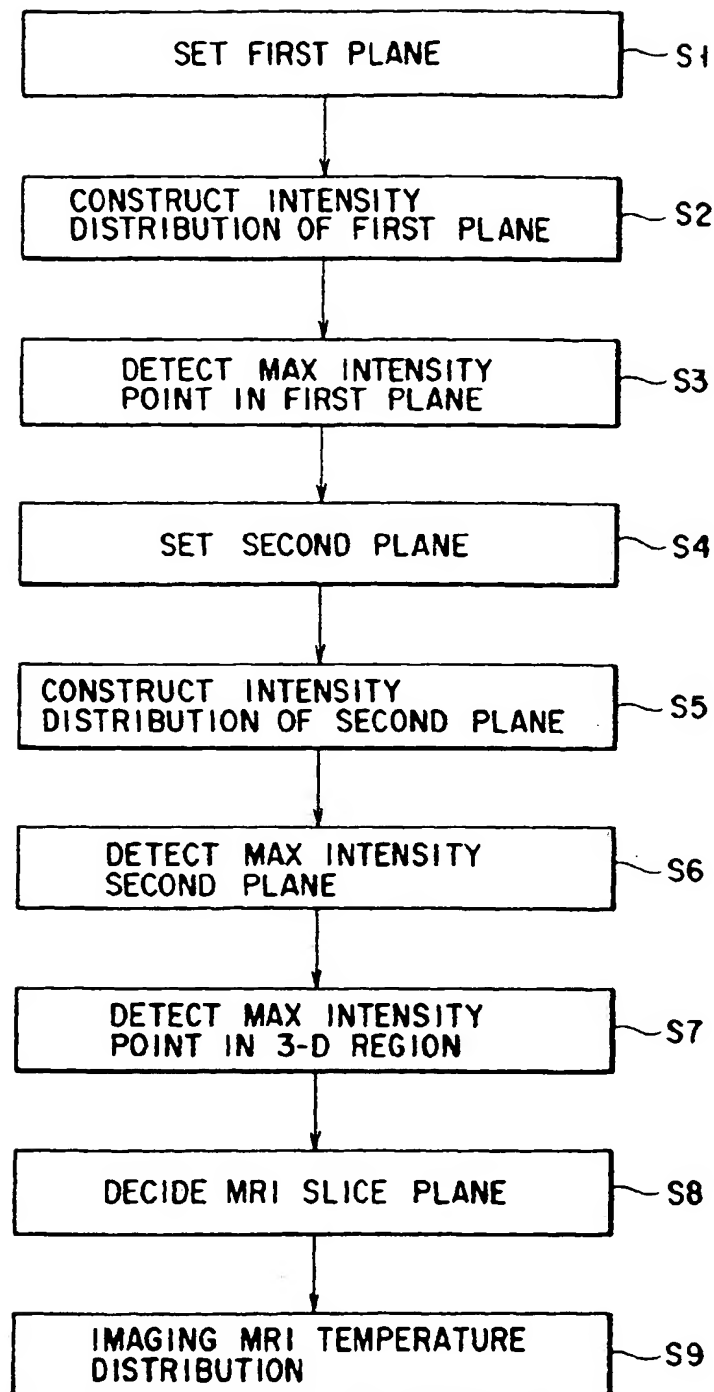 SET FIRST PLANE S1
CONSTRUCT INTENSITY
DISTRIBUTION OF FIRST PLANE S2
DETECT MAX INTENSITY
POINT IN FIRST PLANE S3
SET SECOND PLANE S4
CONSTRUCT INTENSITY
DISTRIBUTION OF SECOND PLANE S5
DETECT MAX INTENSITY
SECOND PLANE S6
DETECT MAX INTENSITY
POINT IN 3-D REGION S7
DECIDE MRI SLICE PLANE S8
IMAGING MRI TEMPERATURE
DISTRIBUTION S9